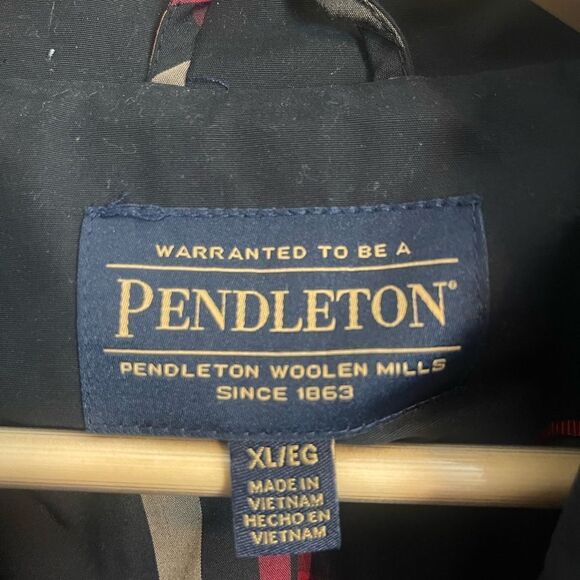 WARRANTED TO BE A
PENDLETON®
PENDLETON WOOLEN MILLS
SINCE 1863
XL/EG
MADE IN
VIETNAM
HECHO EN
VIETNAM